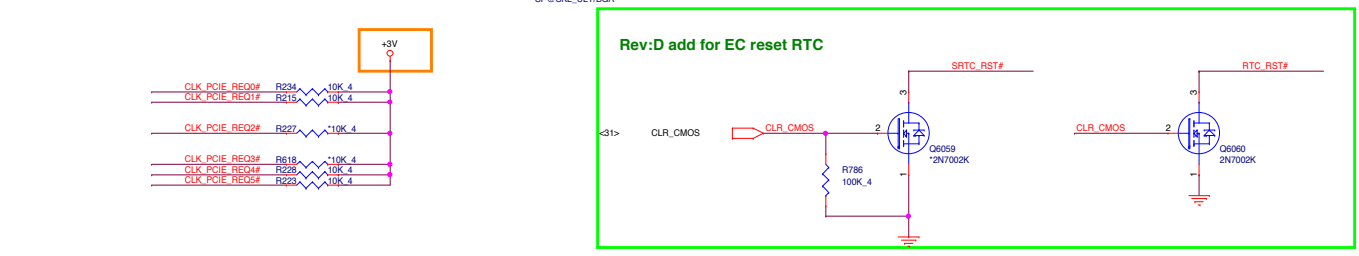 Rev:D add for EC reset RTC
+3V
CLK_PCIE_REQ0# R234 10K_4
CLK_PCIE_REQ1# R215 10K_4
CLK_PCIE_REQ2# R227 *10K_4
CLK_PCIE_REQ3# R618 *10K_4
CLK_PCIE_REQ4# R228 10K_4
CLK_PCIE_REQ5# R223 10K_4
SRTC_RST#
3
<31> CLR_CMOS CLR_CMOS 2
Q6059
*2N7002K
1
R786
100K_4
RTC_RST#
3
CLR_CMOS 2
Q6060
2N7002K
1